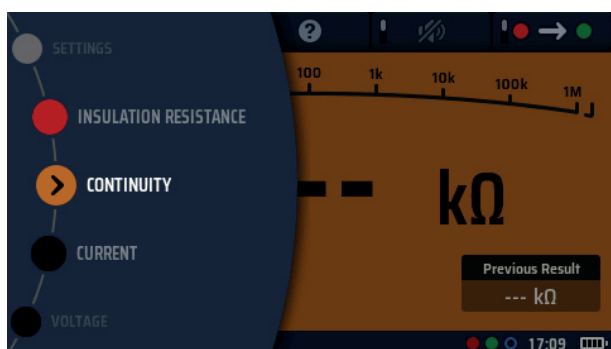 SETTINGS
?
100 1k 10k 100k 1M
INSULATION RESISTANCE
CONTINUITY
-- kΩ
CURRENT
Previous Result
--- kΩ
VOLTAGE
17:09